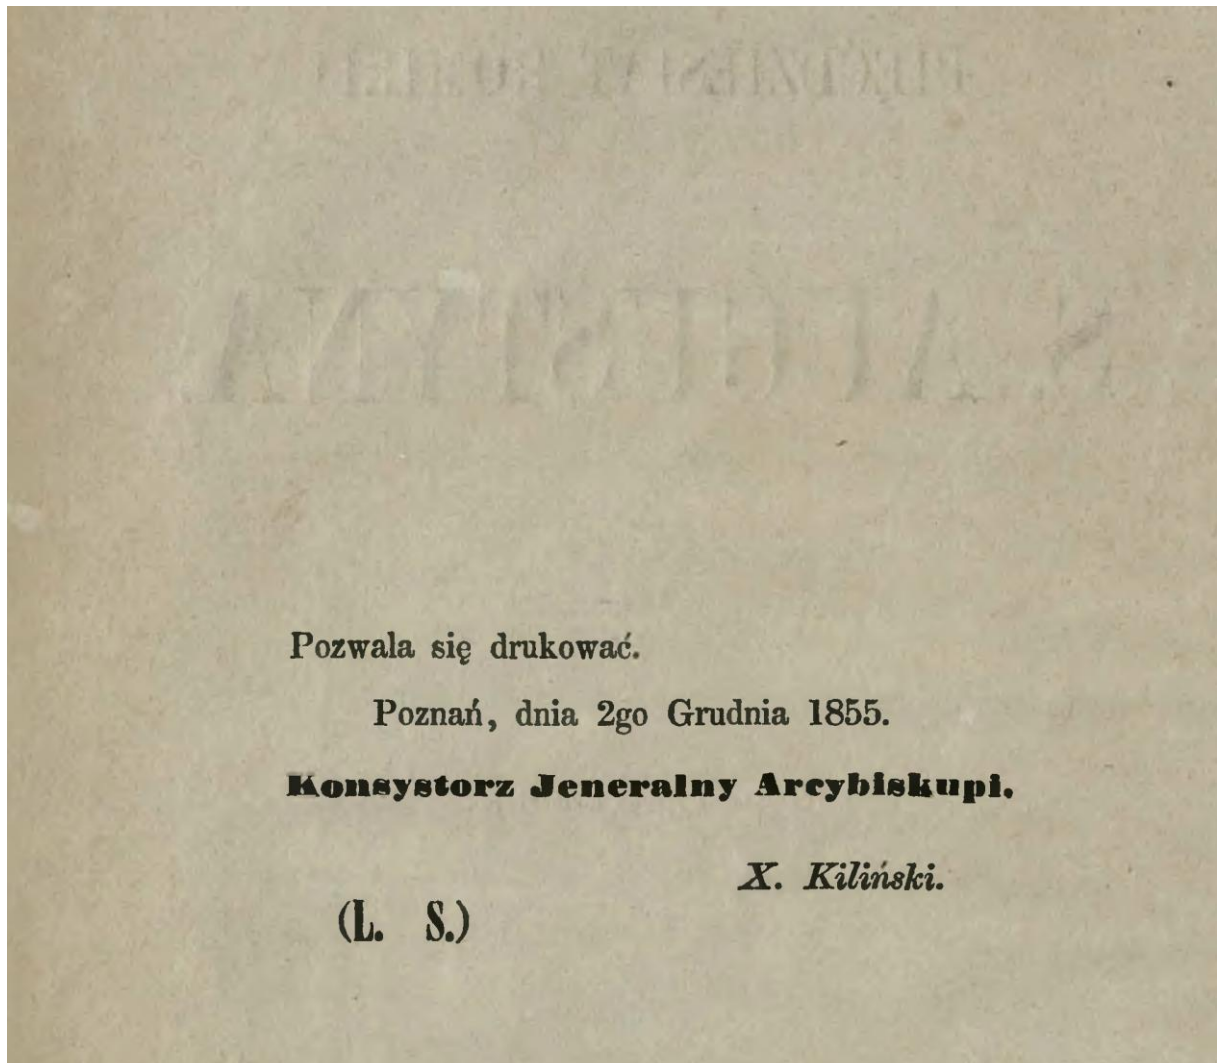 Pozwala się drukować.
Poznań, dnia 2go Grudnia 1855.
Konsystorz Jeneralny Arcybiskupi.
X. Kiliński.
(L. S.)